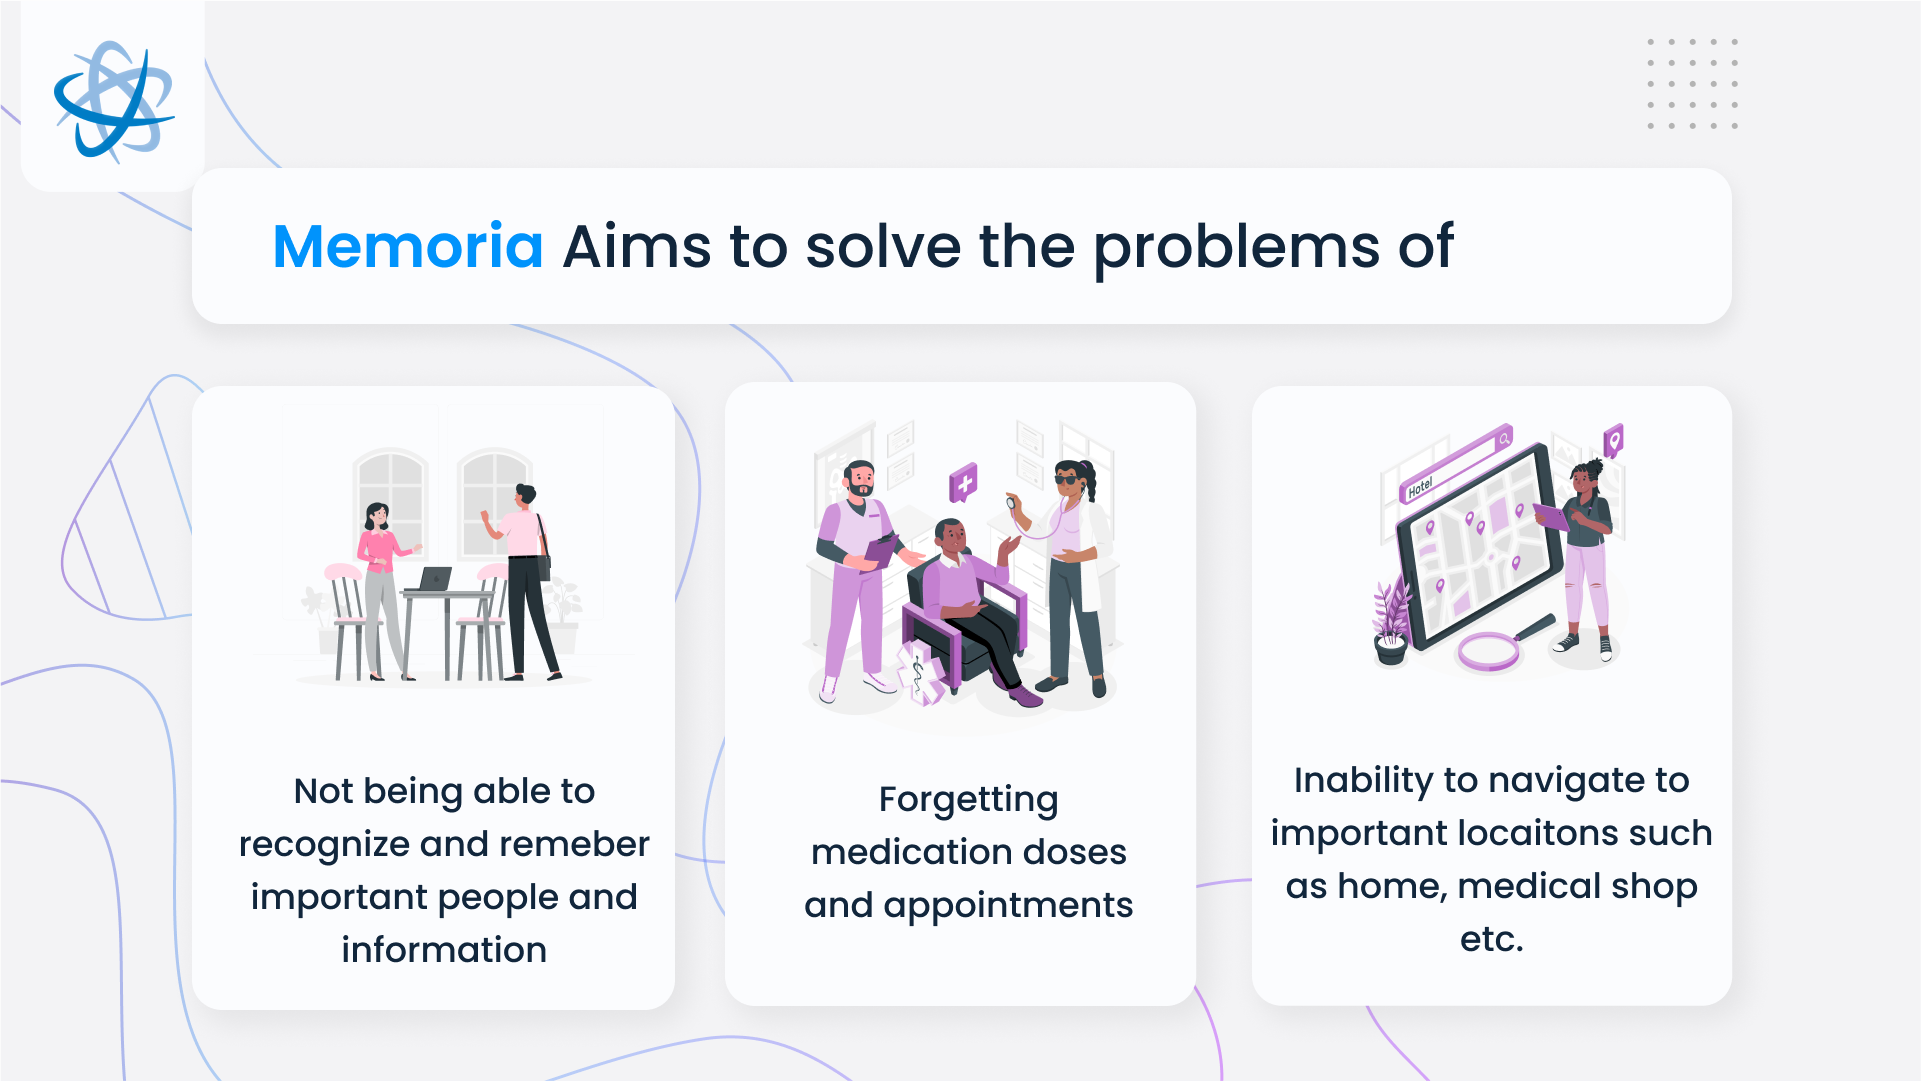 Memoria Aims to solve the problems of
Hotel
Not being able to
recognize and remeber
important people and
information
Forgetting
medication doses
and appointments
Inability to navigate to
important locaitons such
as home, medical shop
etc.